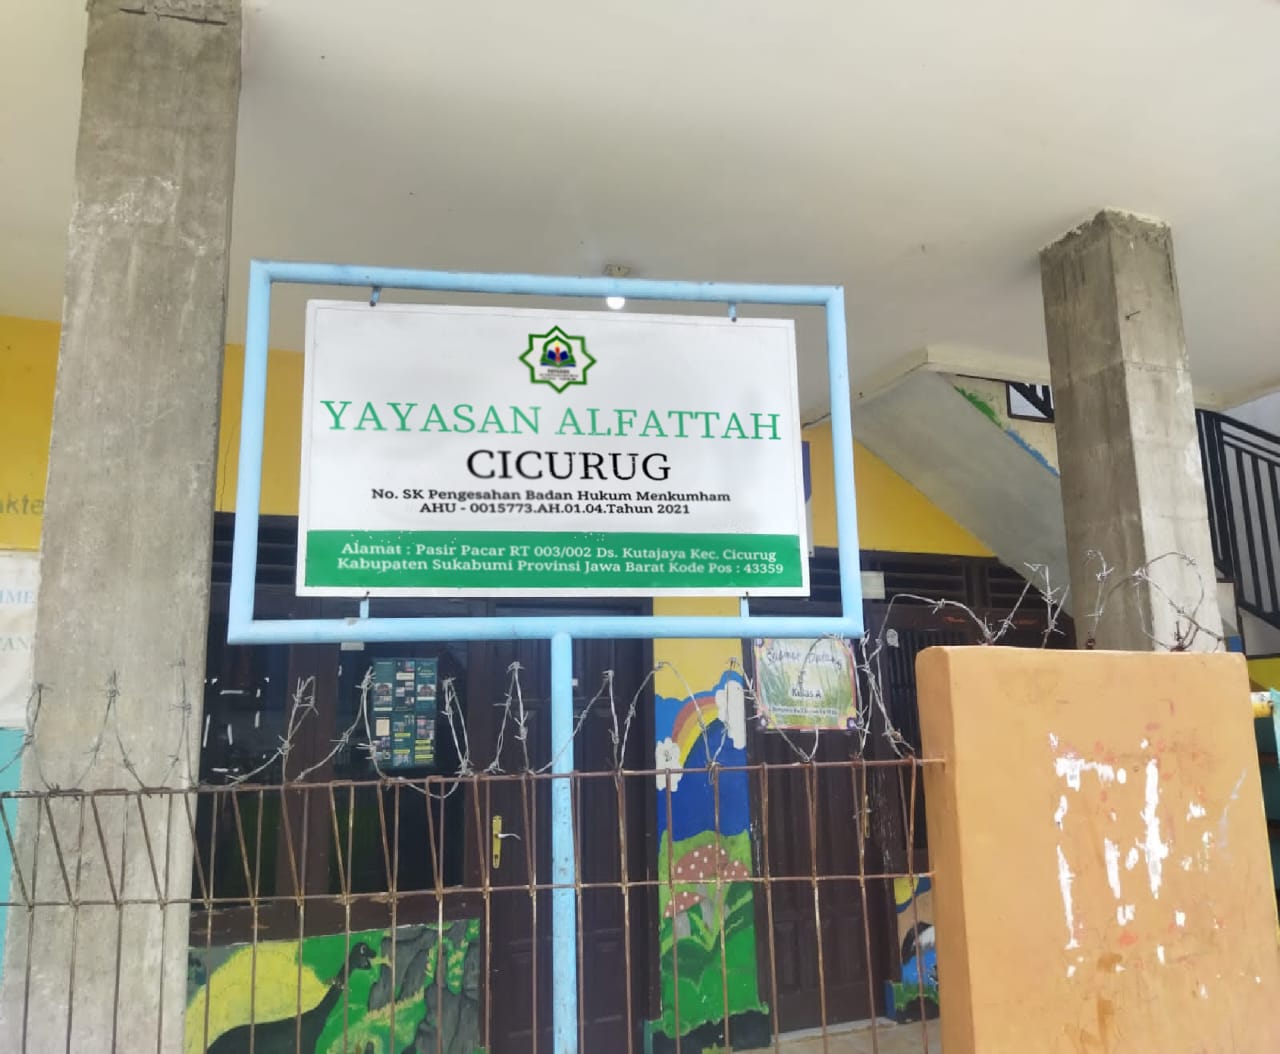 YAYASAN ALFATTAH
CICURUG
No. SK Pengesahan Badan Hukum Menkumham
AHU - 0015773.AH.01.04.Tahun 2021
Alamat : Pasir Pacar RT 003/002 Ds. Kutajaya Kec. Cicurug
Kabupaten Sukabumi Provinsi Jawa Barat Kode Pos : 43359
Kelas A